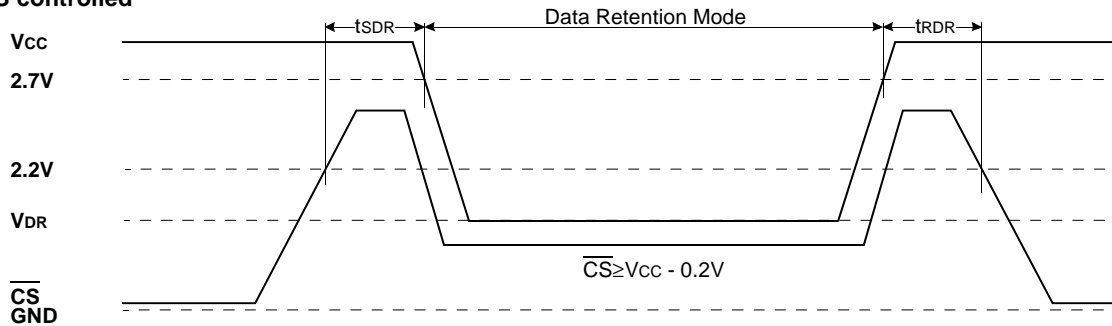 controlled
tSDR Data Retention Mode tRDR
VCC
2.7V
2.2V
VDR
CS≥VCC - 0.2V
CS
GND